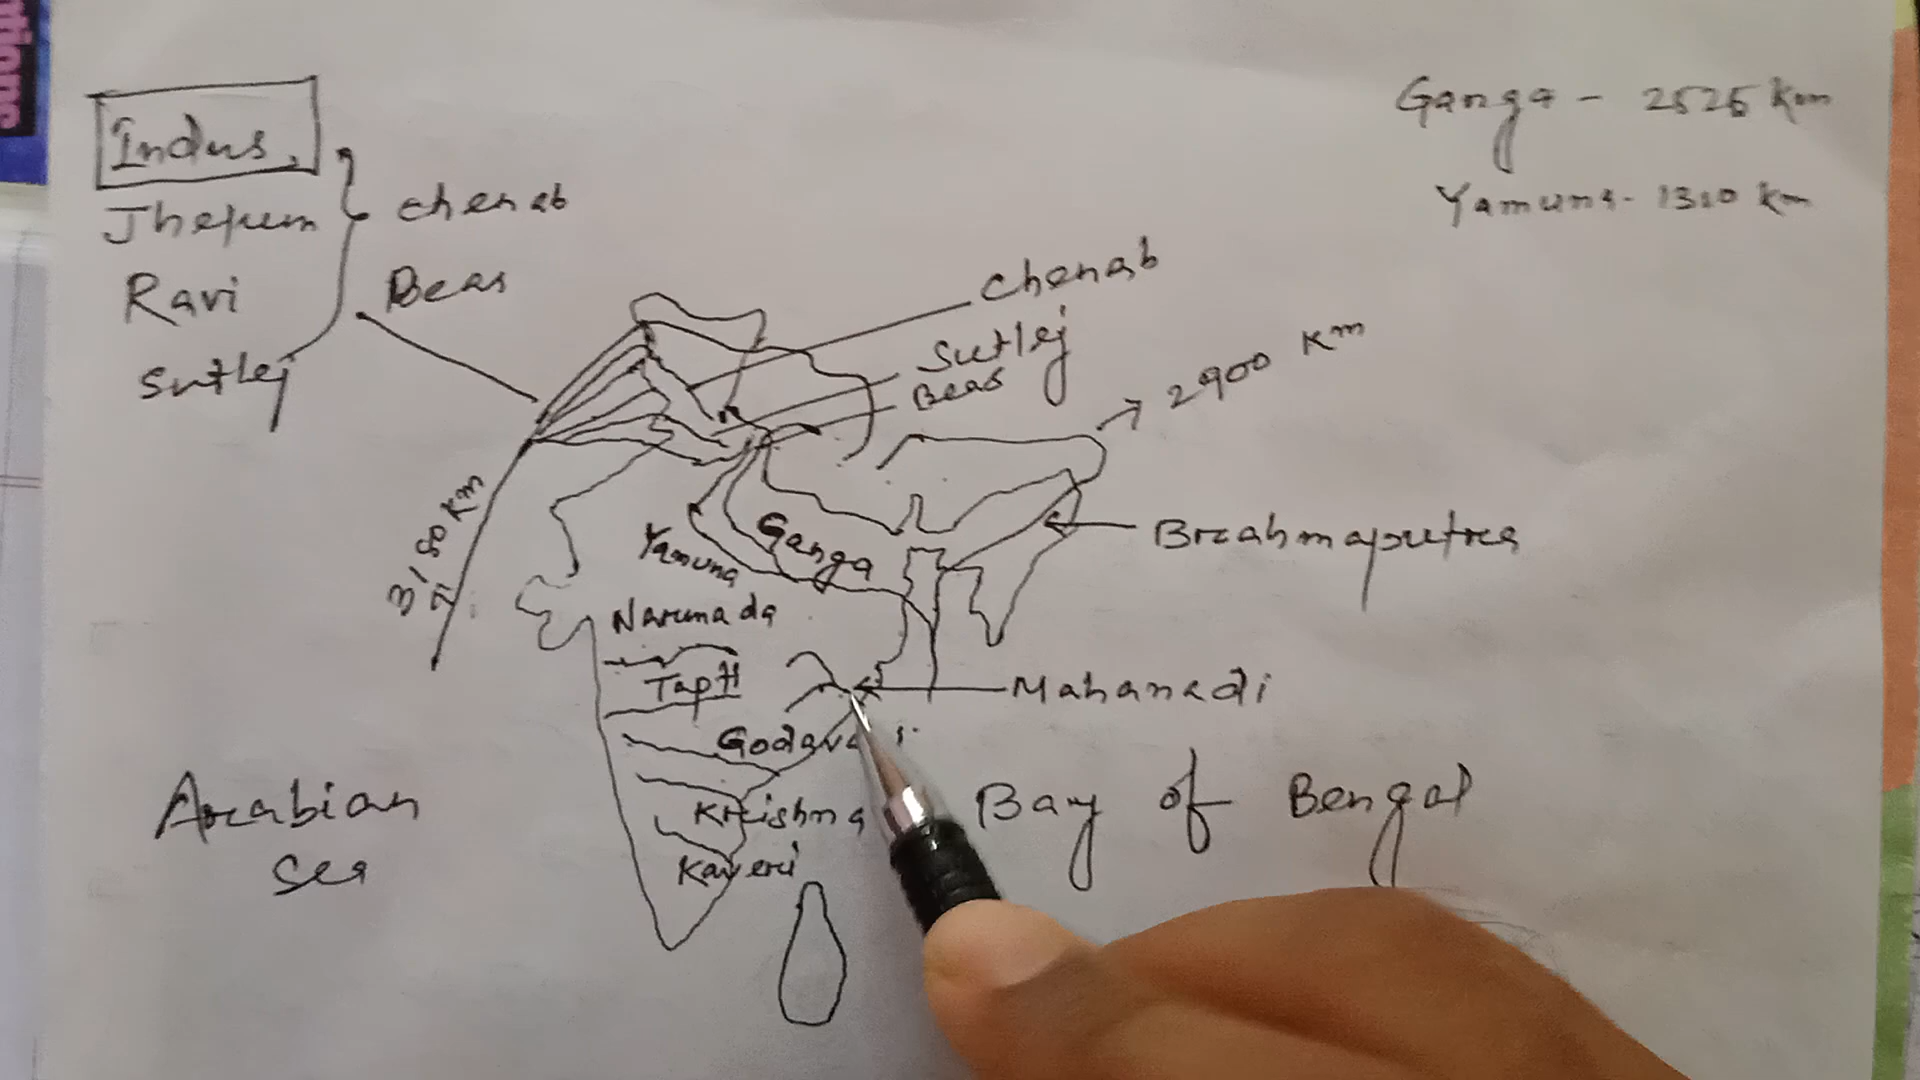 Indus,
Jhelum
chenab
Ravi
Beas
Sutlej
Ganga - 2525 Km
Yamuna - 1310 Km
Chenab
Sutlej
Beas
2900 Km
3180 Km
Yamuna
Ganga
Brahmaputra
Narmada
Tapti
Mahanadi
Godavari
Krishna
Kaveri
Arabian
Sea
Bay of Bengal